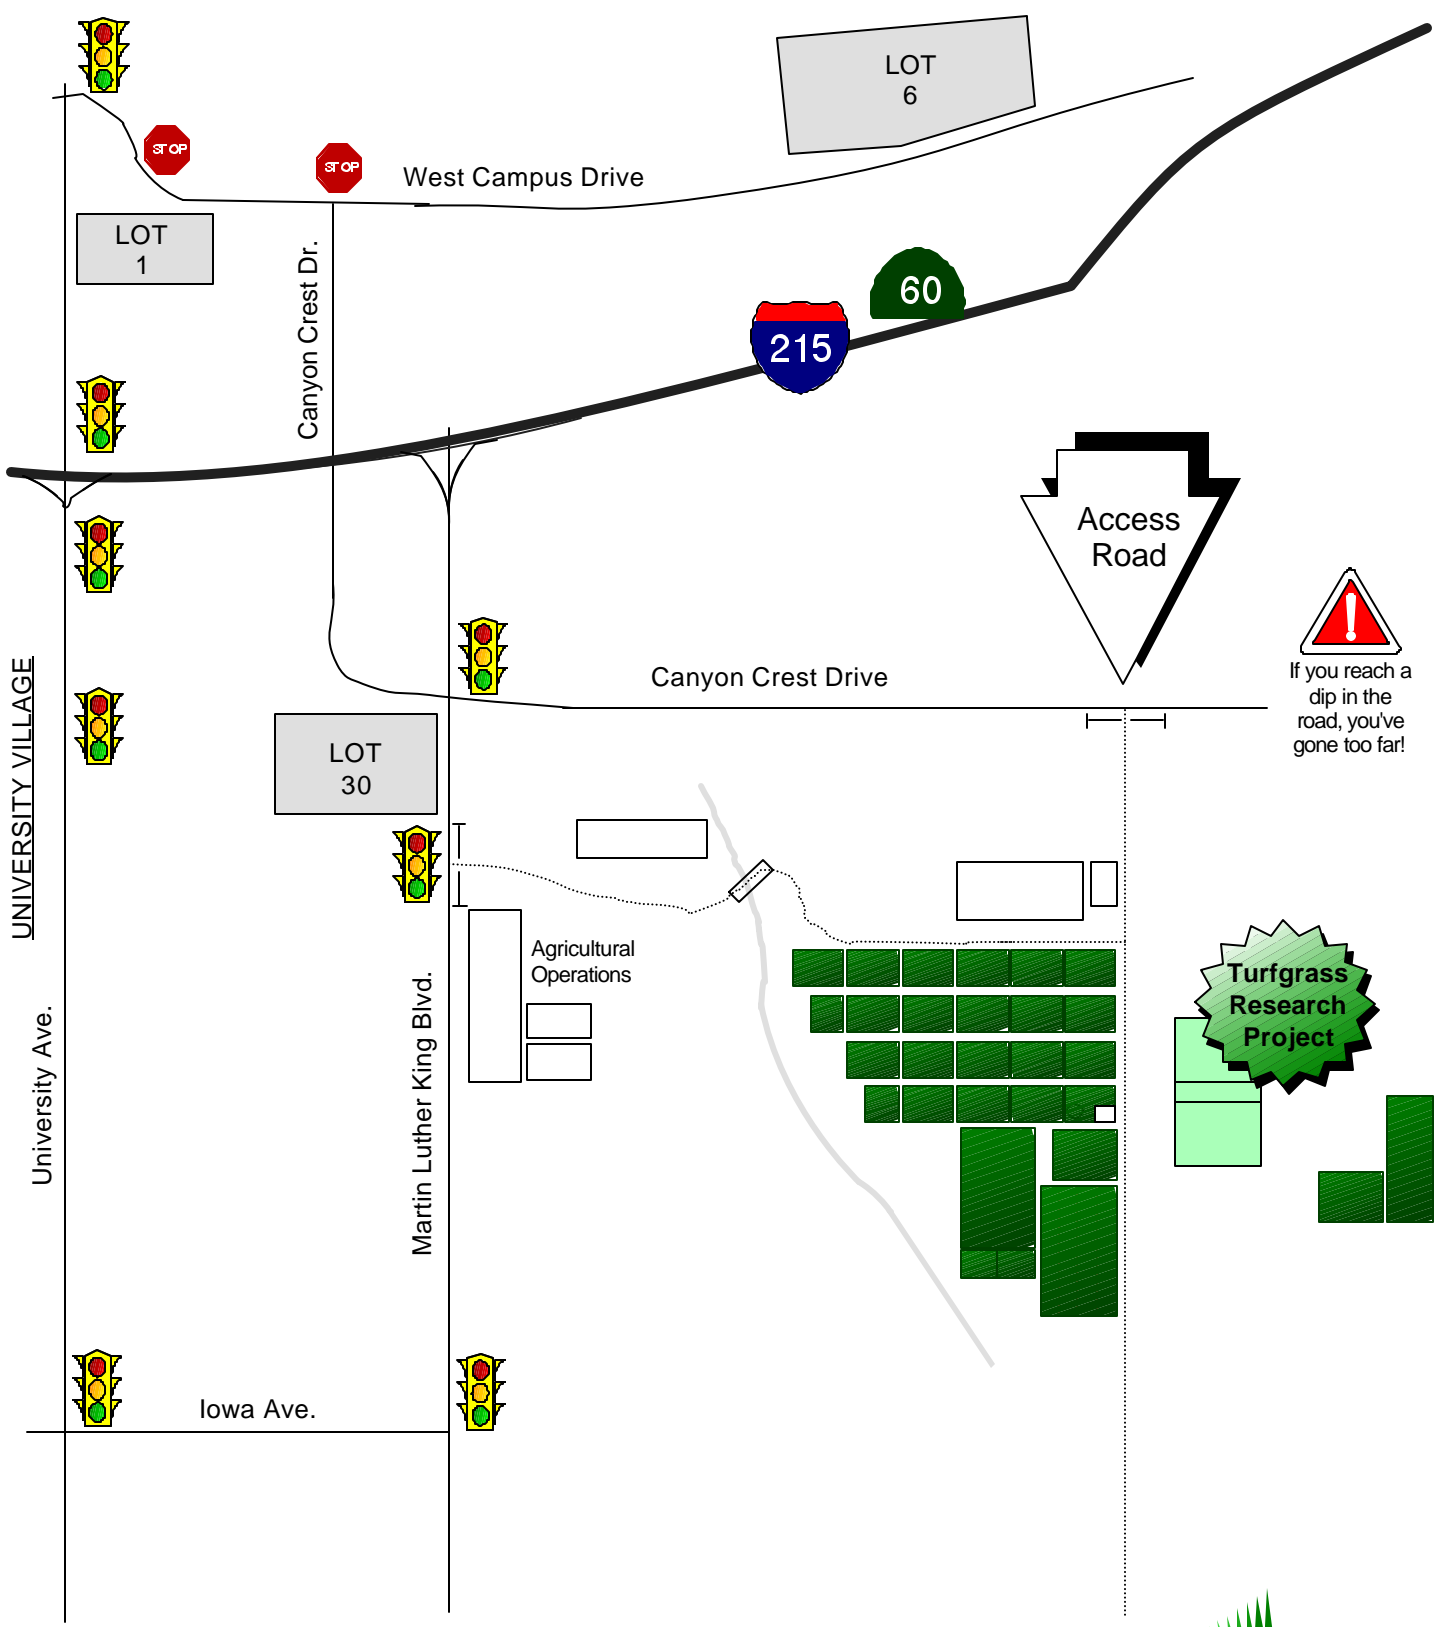 LOT
6
STOP
STOP
West Campus Drive
LOT
1
Canyon Crest Dr.
60
215
Access
Road
If you reach a
dip in the
road, you've
gone too far!
Canyon Crest Drive
UNIVERSITY VILLAGE
LOT
30
Agricultural
Operations
Turfgrass
Research
Project
University Ave.
Martin Luther King Blvd.
Iowa Ave.